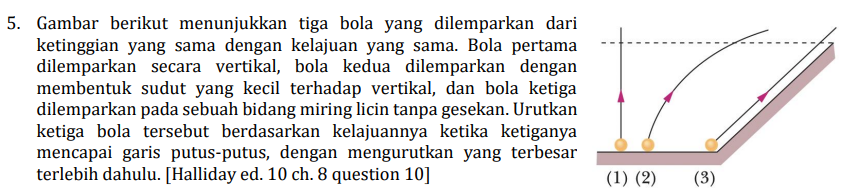 5. Gambar berikut menunjukkan tiga bola yang dilemparkan dari
ketinggian yang sama dengan kelajuan yang sama. Bola pertama
dilemparkan secara vertikal, bola kedua dilemparkan dengan
membentuk sudut yang kecil terhadap vertikal, dan bola ketiga
dilemparkan pada sebuah bidang miring licin tanpa gesekan. Urutkan
ketiga bola tersebut berdasarkan kelajuannya ketika ketiganya
mencapai garis putus-putus, dengan mengurutkan yang terbesar
terlebih dahulu. [Halliday ed. 10 ch. 8 question 10]
(1) (2) (3)